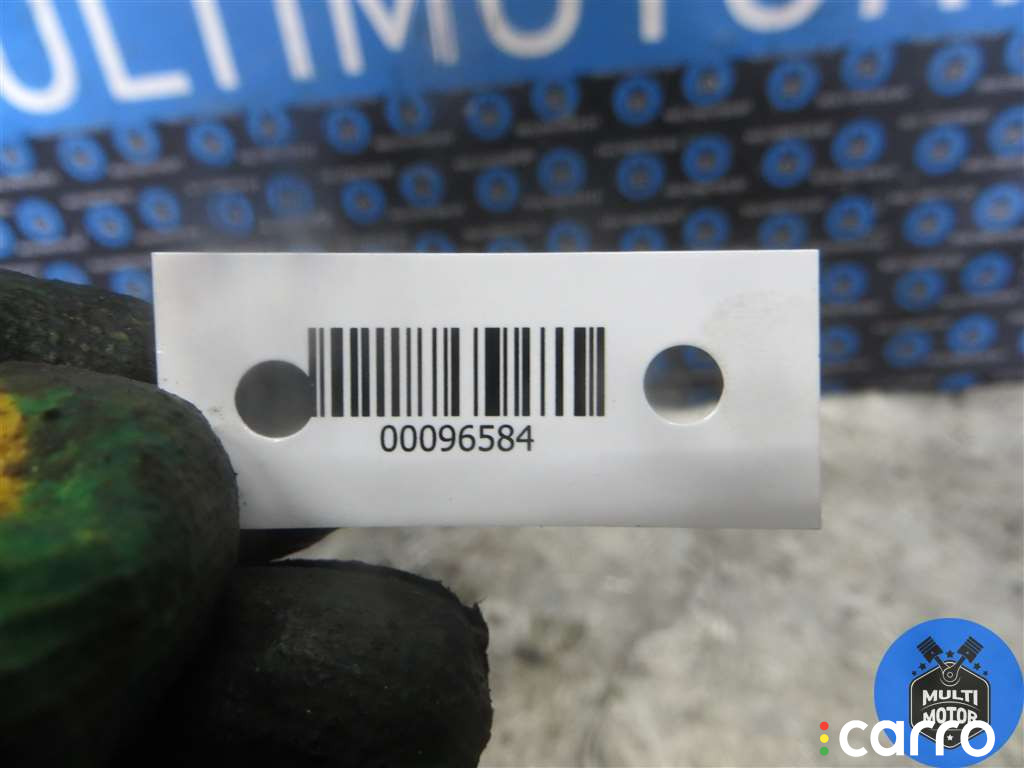 ULTIMOTOR
00096584
MULTI
MOTOR
carro